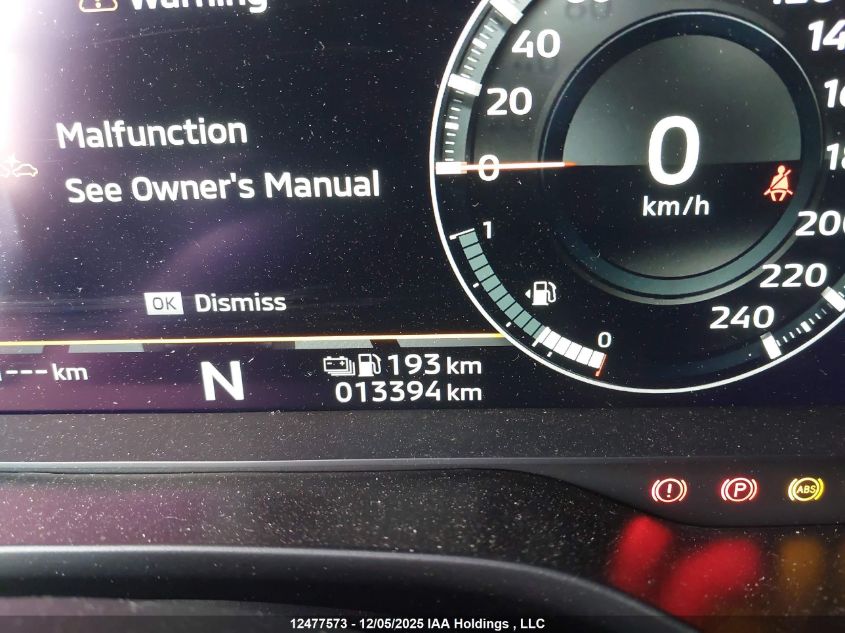 Warning
Malfunction
See Owner's Manual
OK Dismiss
--- km
N
193 km
013394 km
40
20
0
0
km/h
200
220
240
1
0
P
ABS
12477573 - 12/05/2025 IAA Holdings , LLC